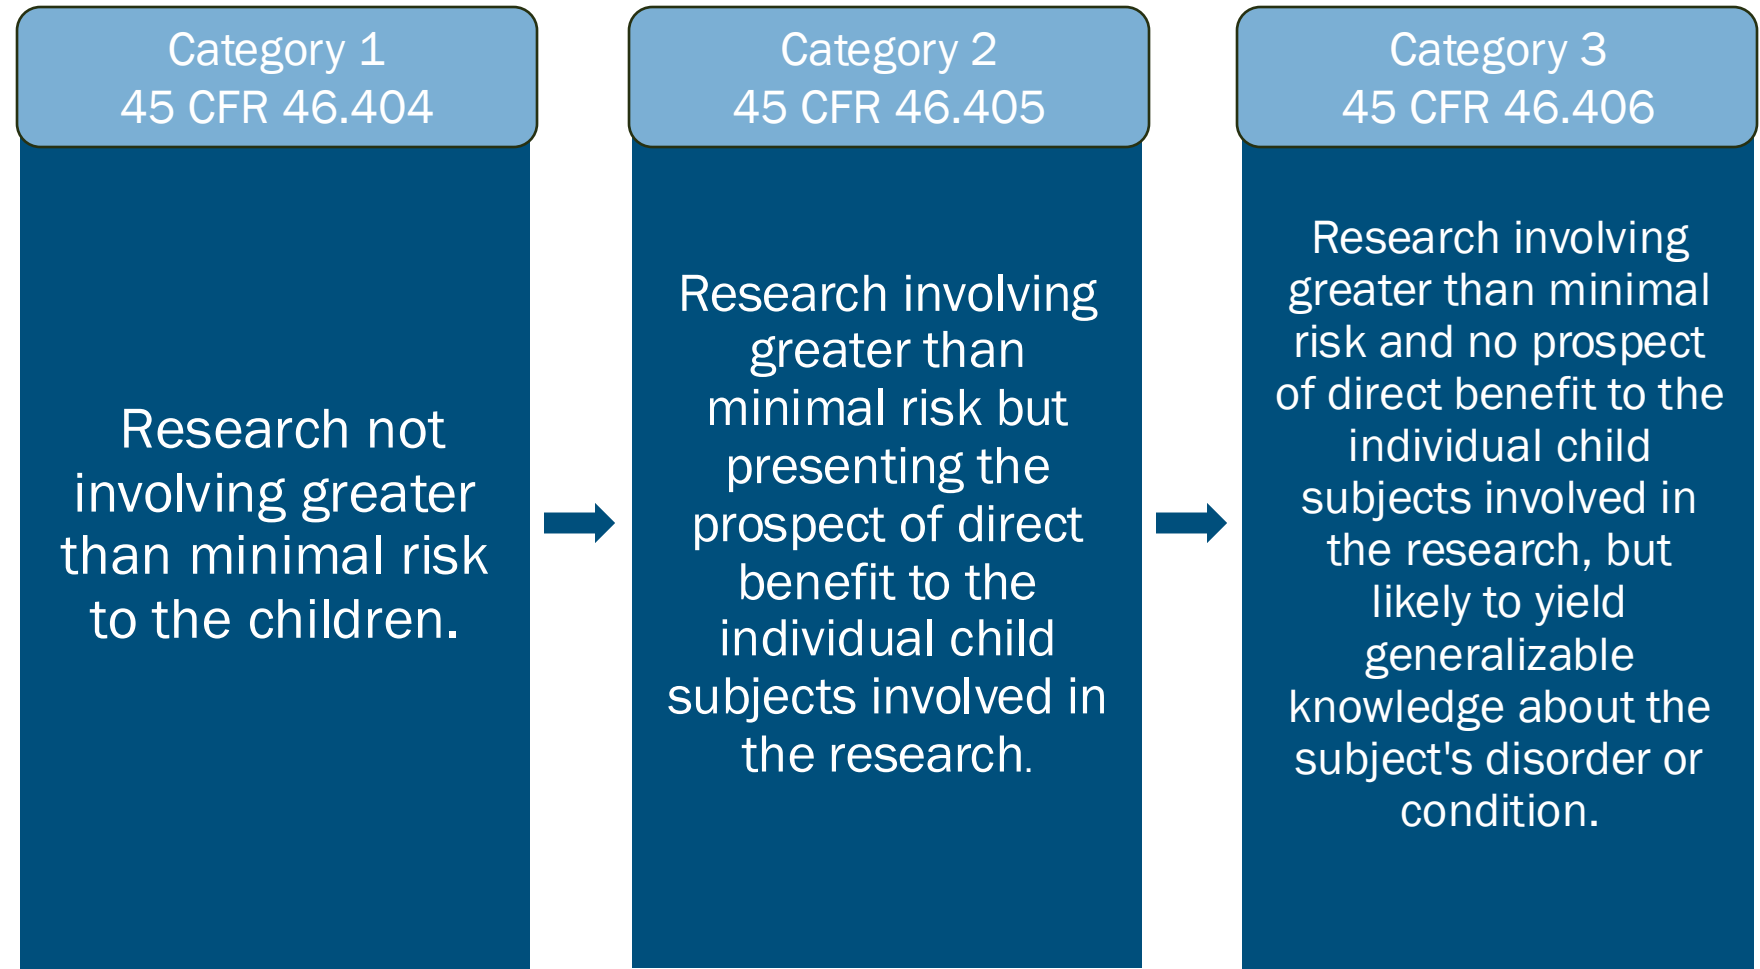 Category 1
45 CFR 46.404
Research not
involving greater
than minimal risk
to the children.
Category 2
45 CFR 46.405
Research involving
greater than
minimal risk but
presenting the
prospect of direct
benefit to the
individual child
subjects involved in
the research.
Category 3
45 CFR 46.406
Research involving
greater than minimal
risk and no prospect
of direct benefit to the
individual child
subjects involved in
the research, but
likely to yield
generalizable
knowledge about the
subject's disorder or
condition.